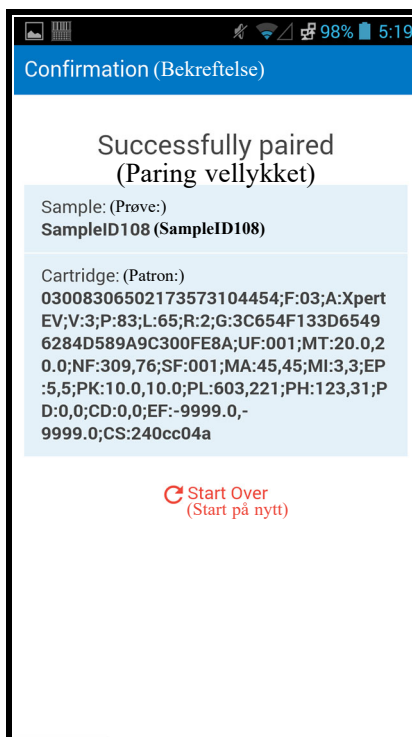 98% 5:19
Confirmation (Bekreftelse)
Successfully paired
(Paring vellykket)
Sample: (Prøve:)
SampleID108 (SampleID108)
Cartridge: (Patron:)
03008306502173573104454;F:03;A:Xpert
EV;V:3;P:83;L:65;R:2;G:3C654F133D6549
6284D589A9C300FE8A;UF:001;MT:20.0,2
0.0;NF:309,76;SF:001;MA:45,45;MI:3,3;EP
:5,5;PK:10.0,10.0;PL:603,221;PH:123,31;P
D:0,0;CD:0,0;EF:-9999.0,-
9999.0;CS:240cc04a
Start Over
(Start på nytt)